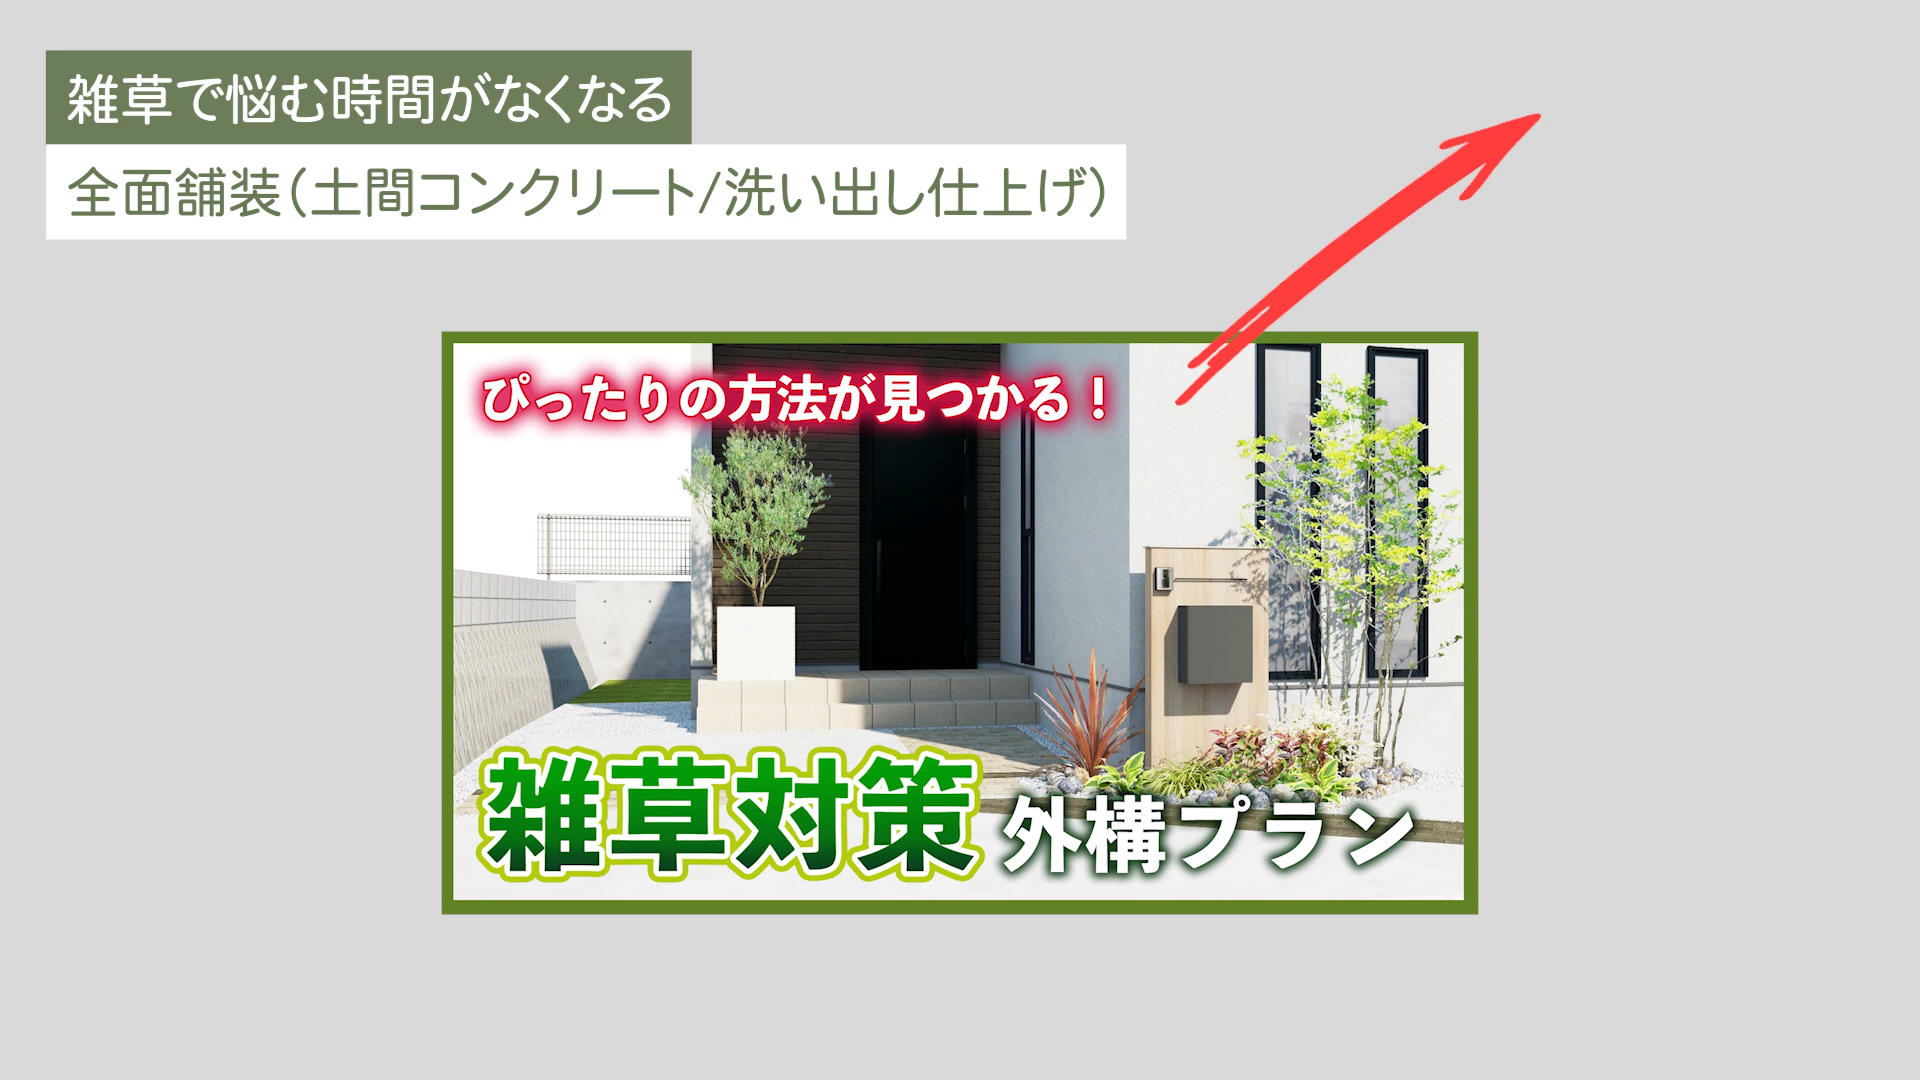 雑草で悩む時間がなくなる
全面舗装（土間コンクリート/洗い出し仕上げ）
ぴったりの方法が見つかる！
雑草対策 外構プラン